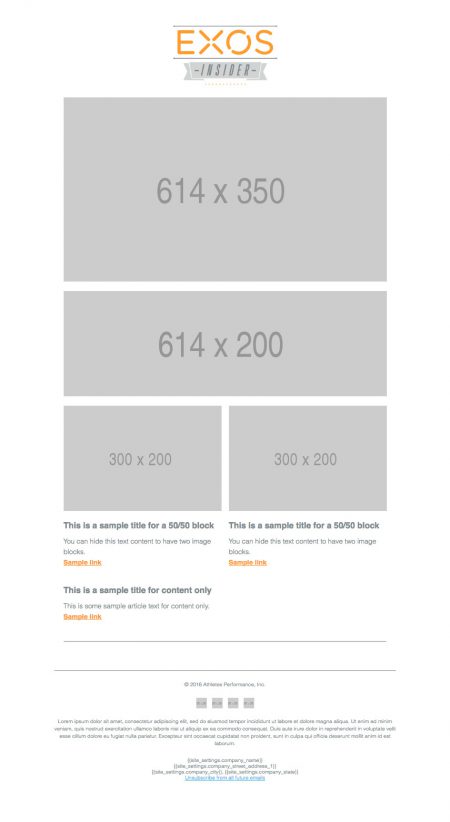 EXOS
-INSIDER-
614 x 350
614 x 200
300 x 200 300 x 200
This is a sample title for a 50/50 block
You can hide this text content to have two image
blocks.
Sample link
This is a sample title for a 50/50 block
You can hide this text content to have two image
blocks.
Sample link
This is a sample title for content only
This is some sample article text for content only.
Sample link
© 2016 Athletes Performance, Inc.
Lorem ipsum dolor sit amet, consectetur adipiscing elit, sed do eiusmod tempor incididunt ut labore et dolore magna aliqua. Ut enim ad minim
veniam, quis nostrud exercitation ullamco laboris nisi ut aliquip ex ea commodo consequat. Duis aute irure dolor in reprehenderit in voluptate velit
esse cillum dolore eu fugiat nulla pariatur. Excepteur sint occaecat cupidatat non proident, sunt in culpa qui officia deserunt mollit anim id est
laborum.
{{site_settings.company_name}}
{{site_settings.company_street_address_1}}
{{site_settings.company_city}}, {{site_settings.company_state}}
Unsubscribe from all future emails